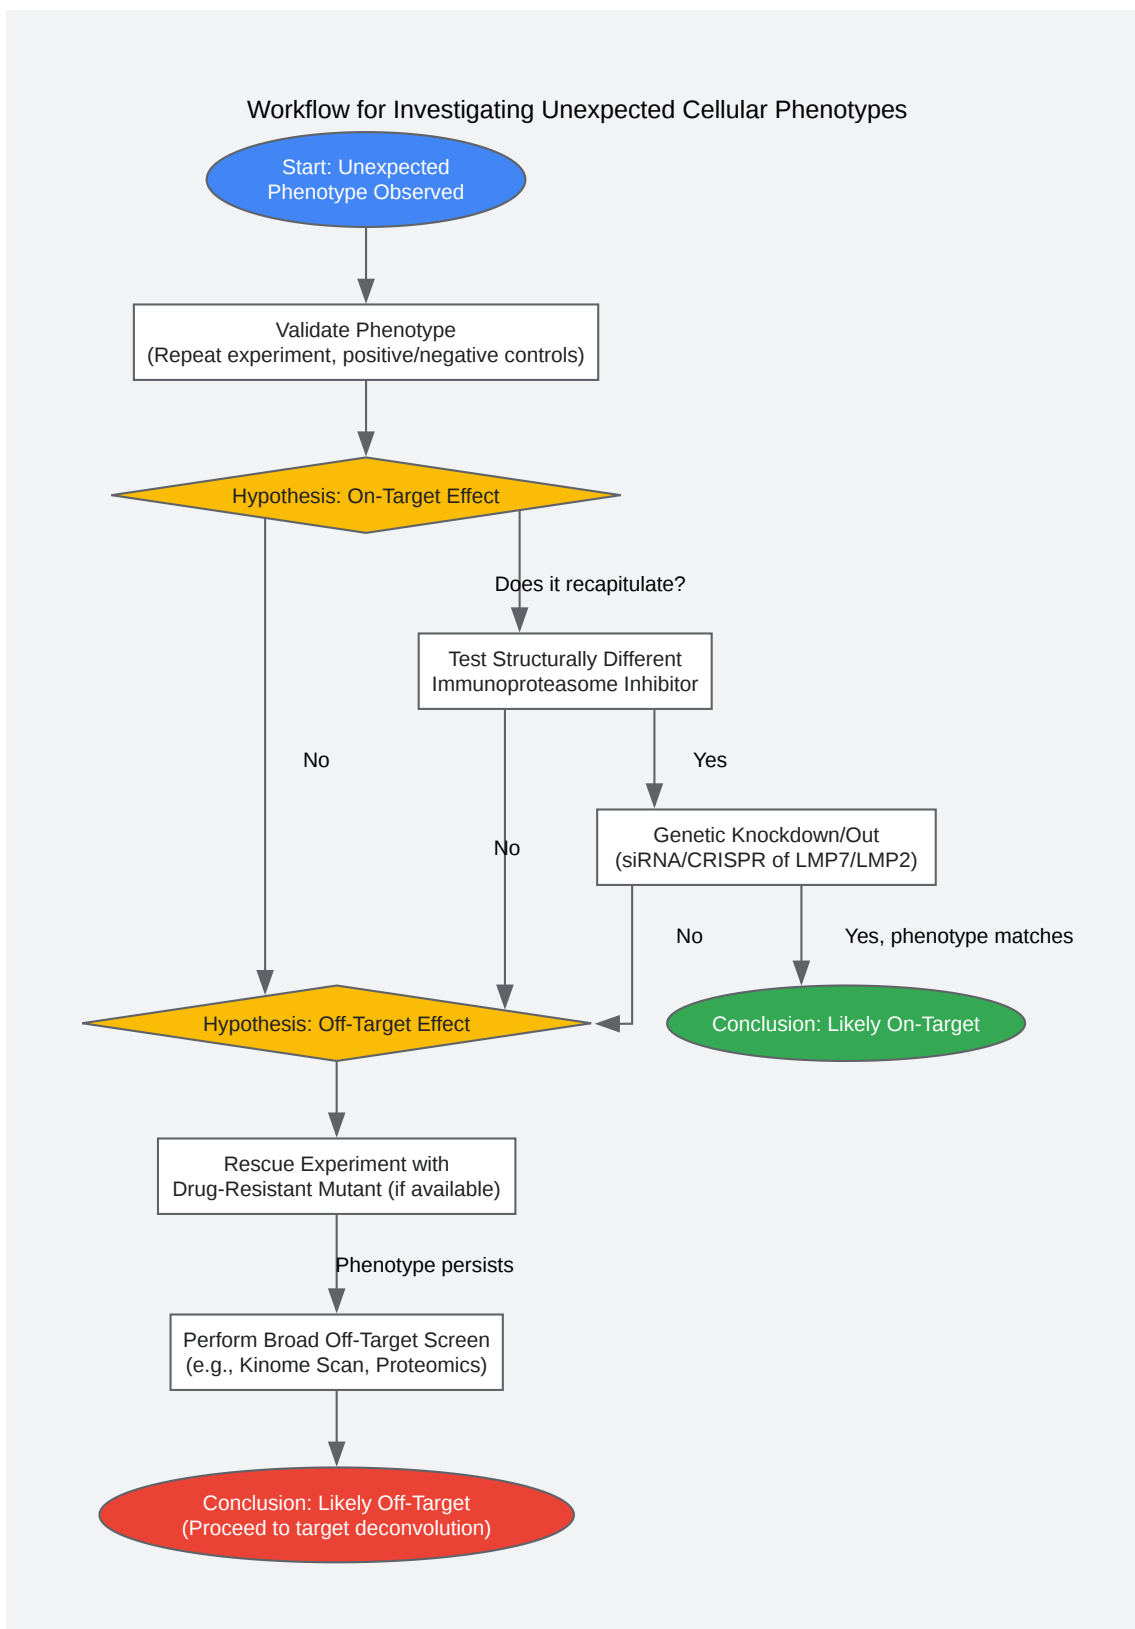 Workflow for Investigating Unexpected Cellular Phenotypes
Start: Unexpected
Phenotype Observed
Validate Phenotype
(Repeat experiment, positive/negative controls)
Hypothesis: On-Target Effect
Does it recapitulate?
Test Structurally Different
Immunoproteasome Inhibitor
No
Yes
Genetic Knockdown/Out
(siRNA/CRISPR of LMP7/LMP2)
No
No
Yes, phenotype matches
Hypothesis: Off-Target Effect
Conclusion: Likely On-Target
Rescue Experiment with
Drug-Resistant Mutant (if available)
Phenotype persists
Perform Broad Off-Target Screen
(e.g., Kinome Scan, Proteomics)
Conclusion: Likely Off-Target
(Proceed to target deconvolution)